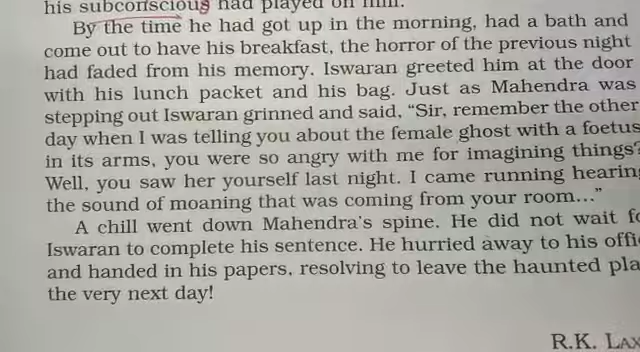 his subconscious had played on him.
By the time he had got up in the morning, had a bath and
come out to have his breakfast, the horror of the previous night
had faded from his memory. Iswaran greeted him at the door
with his lunch packet and his bag. Just as Mahendra was
stepping out Iswaran grinned and said, “Sir, remember the other
day when I was telling you about the female ghost with a foetus
in its arms, you were so angry with me for imagining things?
Well, you saw her yourself last night. I came running hearin
the sound of moaning that was coming from your room...”
A chill went down Mahendra’s spine. He did not wait fo
Iswaran to complete his sentence. He hurried away to his offi
and handed in his papers, resolving to leave the haunted pla
the very next day!
R.K. LAX